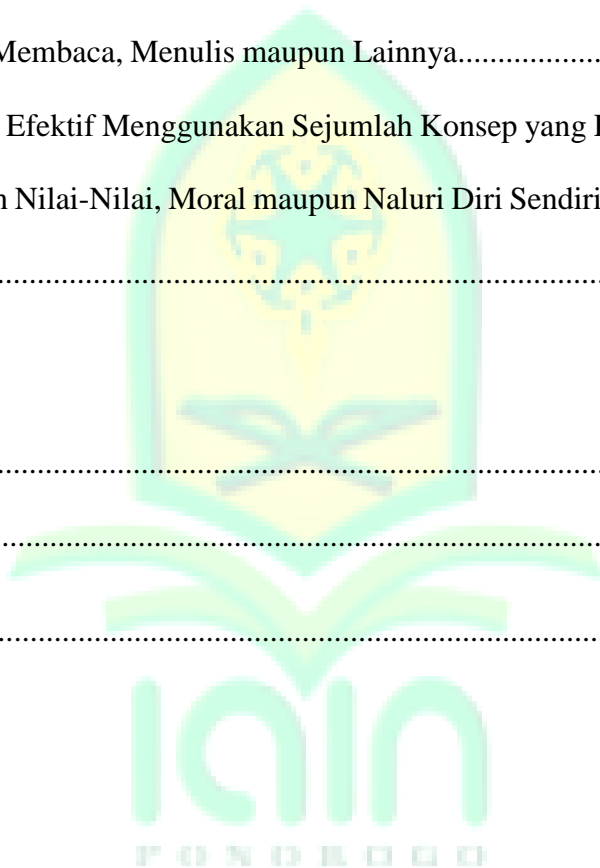 Membaca, Menulis maupun Lainnya....................
Efektif Menggunakan Sejumlah Konsep yang
Nilai-Nilai, Moral maupun Naluri Diri Sendiri
....................................................................................
....................................................................................
....................................................................................
....................................................................................
iain
PONOROGO